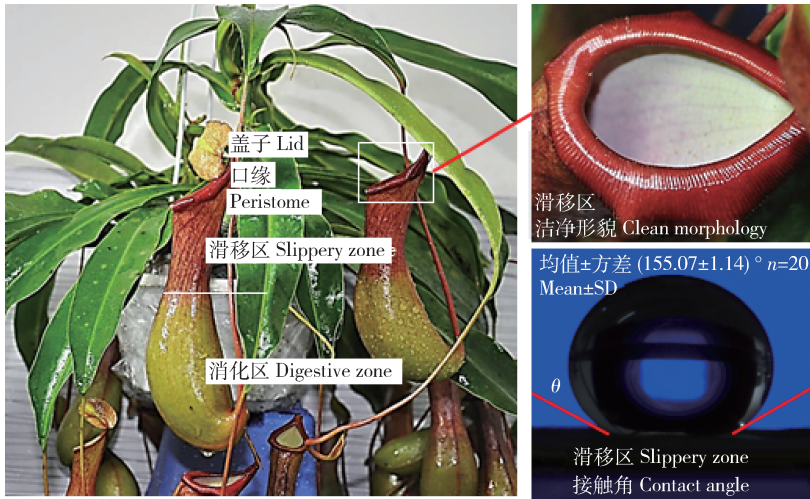 盖子 Lid
口缘
Peristome
滑移区 Slippery zone
消化区 Digestive zone
滑移区
洁净形貌 Clean morphology
均值±方差 (155.07±1.14) ° n=20
Mean±SD
θ
滑移区 Slippery zone
接触角 Contact angle